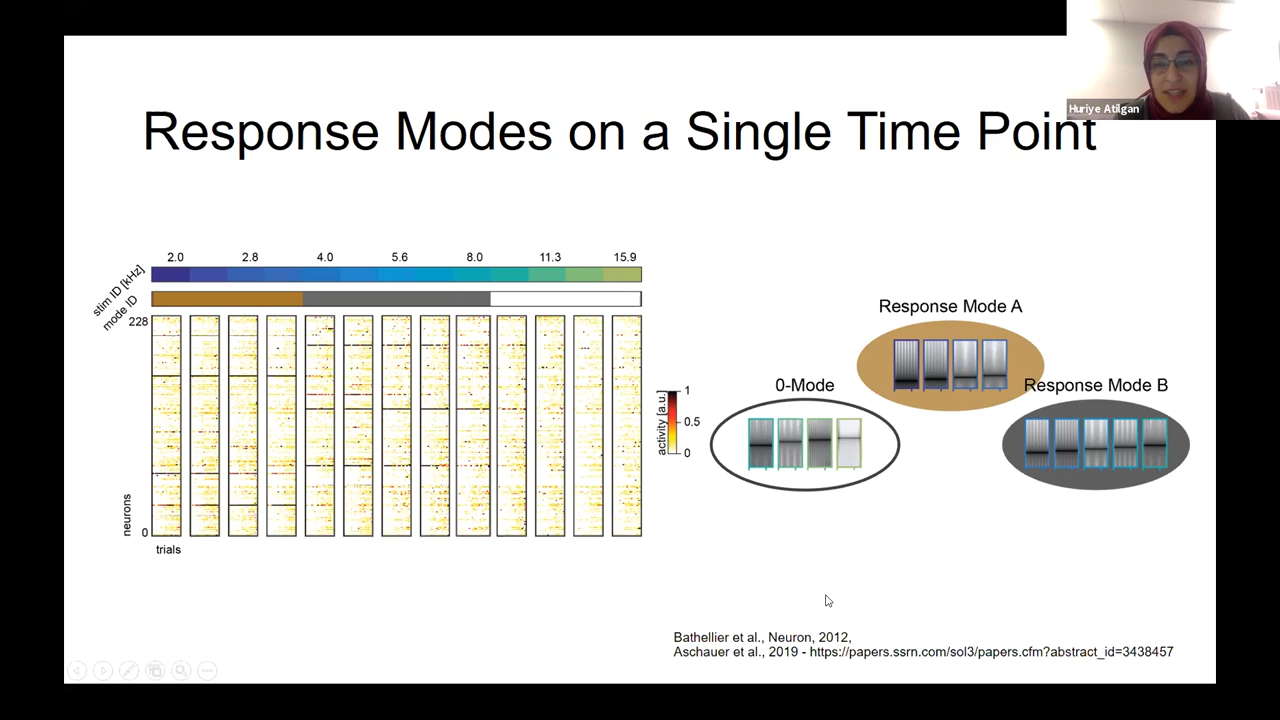 Huriye Atilgan
Response Modes on a Single Time Point
2.0 2.8 4.0 5.6 8.0 11.3 15.9
stim ID [kHz]
mode ID
228
neurons
0
trials
activity [a.u.]
1
0.5
0
Response Mode A
0-Mode
Response Mode B
Bathellier et al., Neuron, 2012,
Aschauer et al., 2019 - https://papers.ssrn.com/sol3/papers.cfm?abstract_id=3438457